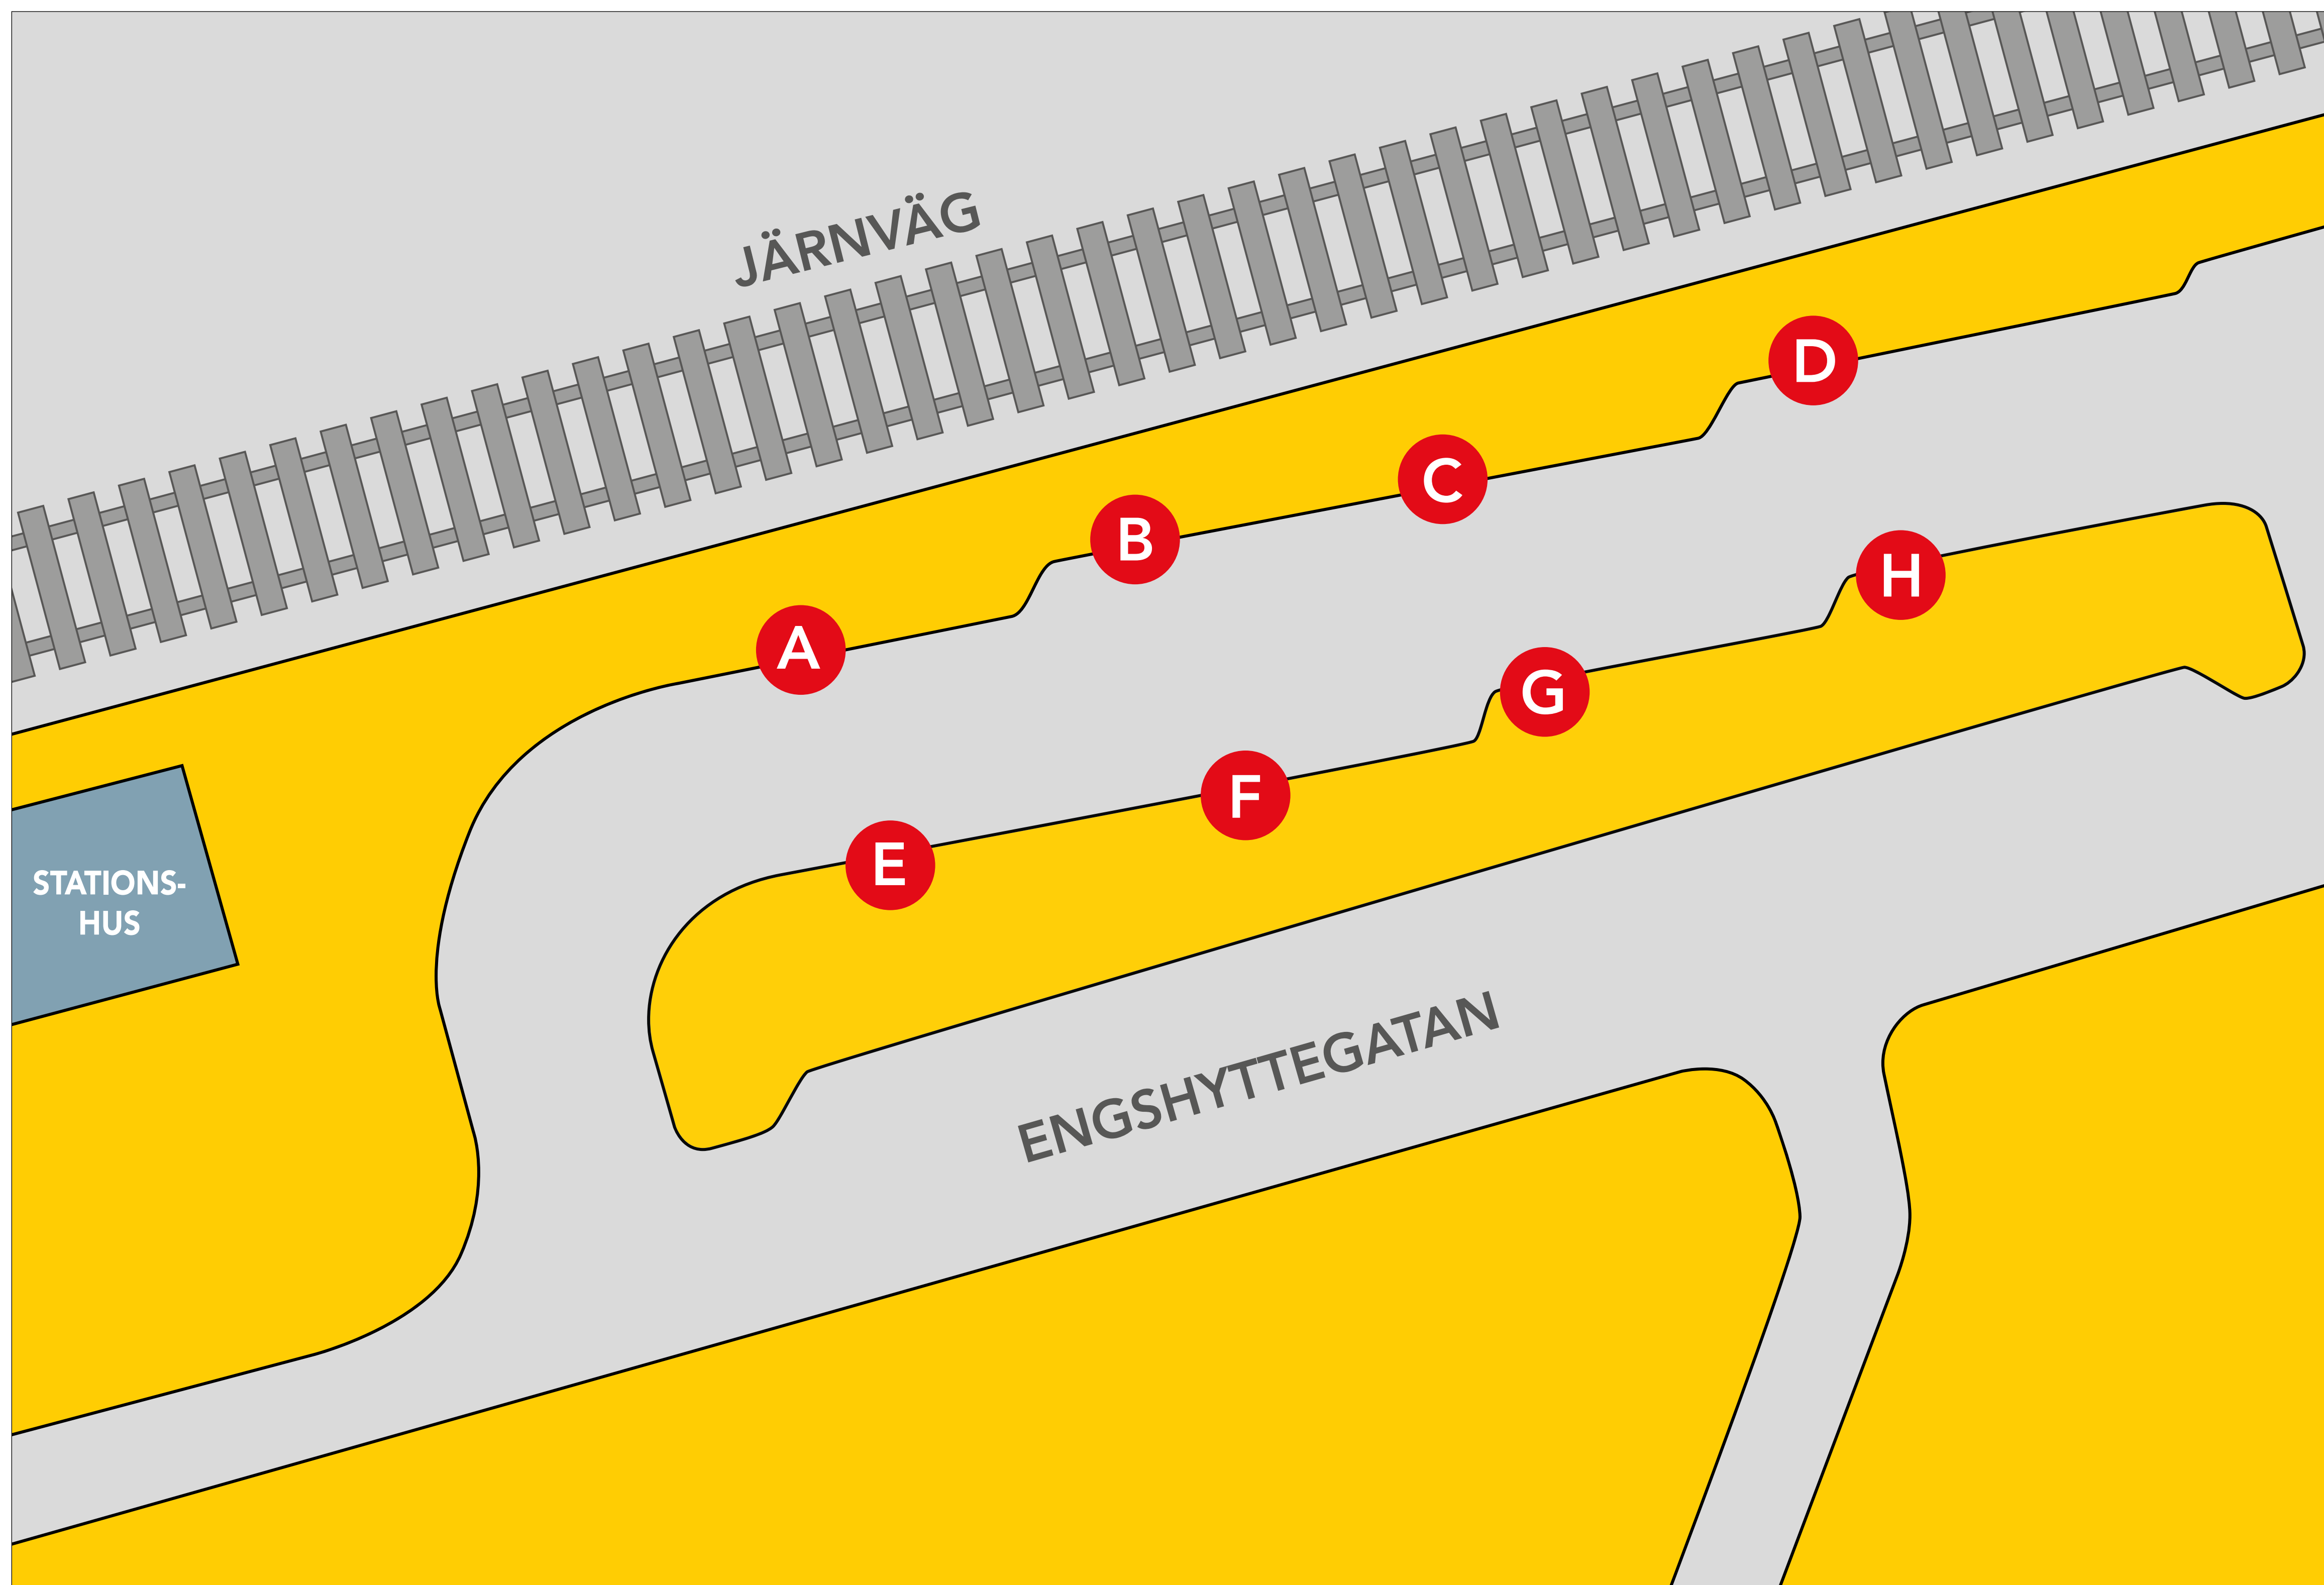 JÄRNVÄG
D
C
B
H
A
G
F
E
STATIONS-
HUS
ENGSHYTTEGATAN